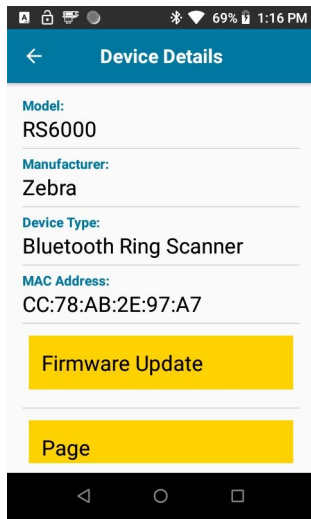 69% 1:16 PM
Device Details
Model:
RS6000
Manufacturer:
Zebra
Device Type:
Bluetooth Ring Scanner
MAC Address:
CC:78:AB:2E:97:A7
Firmware Update
Page